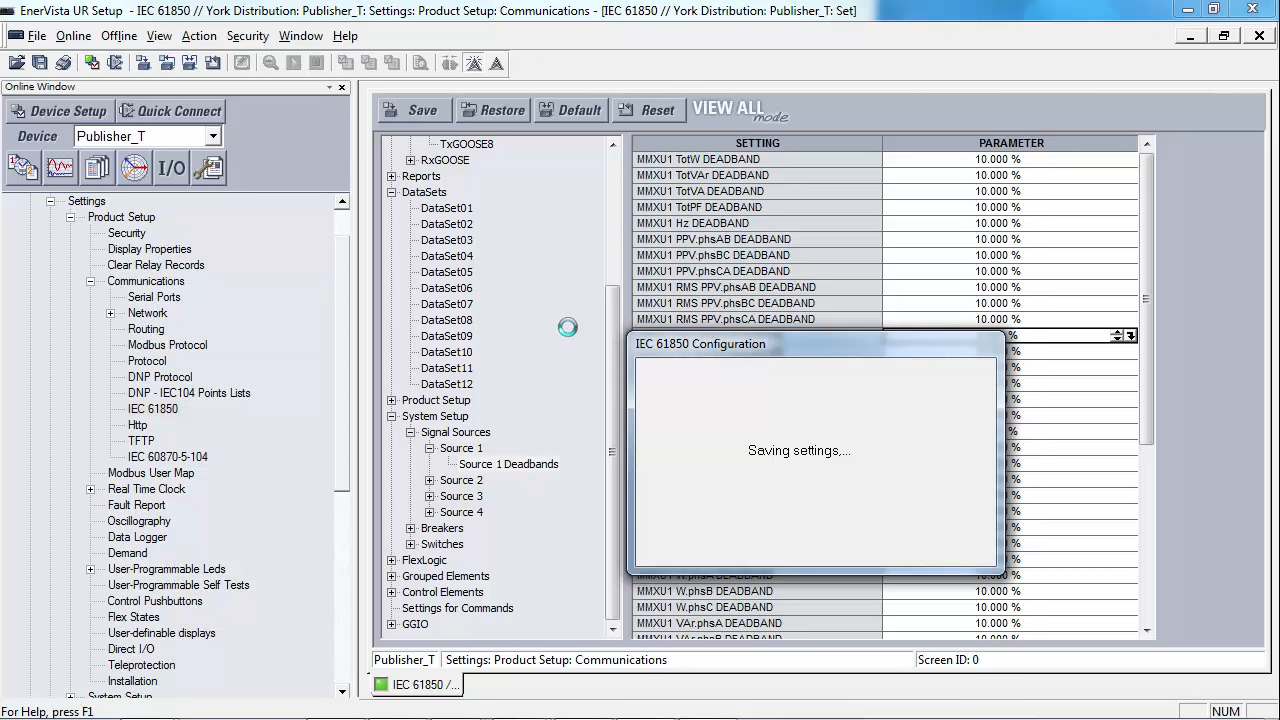 EnerVista UR Setup - IEC 61850 // York Distribution: Publisher_T: Settings: Product Setup: Communications - [IEC 61850 // York Distribution: Publisher_T: Set]
File Online Offline View Action Security Window Help
Online Window
Device Setup Quick Connect
Device Publisher_T
I/O
Settings
Product Setup
Security
Display Properties
Clear Relay Records
Communications
Serial Ports
Network
Routing
Modbus Protocol
Protocol
DNP Protocol
DNP - IEC104 Points Lists
IEC 61850
Http
TFTP
IEC 60870-5-104
Modbus User Map
Real Time Clock
Fault Report
Oscillography
Data Logger
Demand
User-Programmable Leds
User-Programmable Self Tests
Control Pushbuttons
Flex States
User-definable displays
Direct I/O
Teleprotection
Installation
System Setup
Save Restore Default Reset VIEW ALL mode
TxGOOSE8
RxGOOSE
Reports
DataSets
DataSet01
DataSet02
DataSet03
DataSet04
DataSet05
DataSet06
DataSet07
DataSet08
DataSet09
DataSet10
DataSet11
DataSet12
Product Setup
System Setup
Signal Sources
Source 1
Source 1 Deadbands
Source 2
Source 3
Source 4
Breakers
Switches
FlexLogic
Grouped Elements
Control Elements
Settings for Commands
GGIO
SETTING PARAMETER
MMXU1 TotW DEADBAND 10.000 %
MMXU1 TotVAr DEADBAND 10.000 %
MMXU1 TotVA DEADBAND 10.000 %
MMXU1 TotPF DEADBAND 10.000 %
MMXU1 Hz DEADBAND 10.000 %
MMXU1 PPV.phsAB DEADBAND 10.000 %
MMXU1 PPV.phsBC DEADBAND 10.000 %
MMXU1 PPV.phsCA DEADBAND 10.000 %
MMXU1 RMS PPV.phsAB DEADBAND 10.000 %
MMXU1 RMS PPV.phsBC DEADBAND 10.000 %
MMXU1 RMS PPV.phsCA DEADBAND 10.000 %
IEC 61850 Configuration
Saving settings....
MMXU1 W.phsA DEADBAND
MMXU1 W.phsB DEADBAND 10.000 %
MMXU1 W.phsC DEADBAND 10.000 %
MMXU1 VAr.phsA DEADBAND 10.000 %
MMXU1 VAr.phsB DEADBAND 10.000 %
Publisher_T Settings: Product Setup: Communications Screen ID: 0
IEC 61850 /...
For Help, press F1 NUM